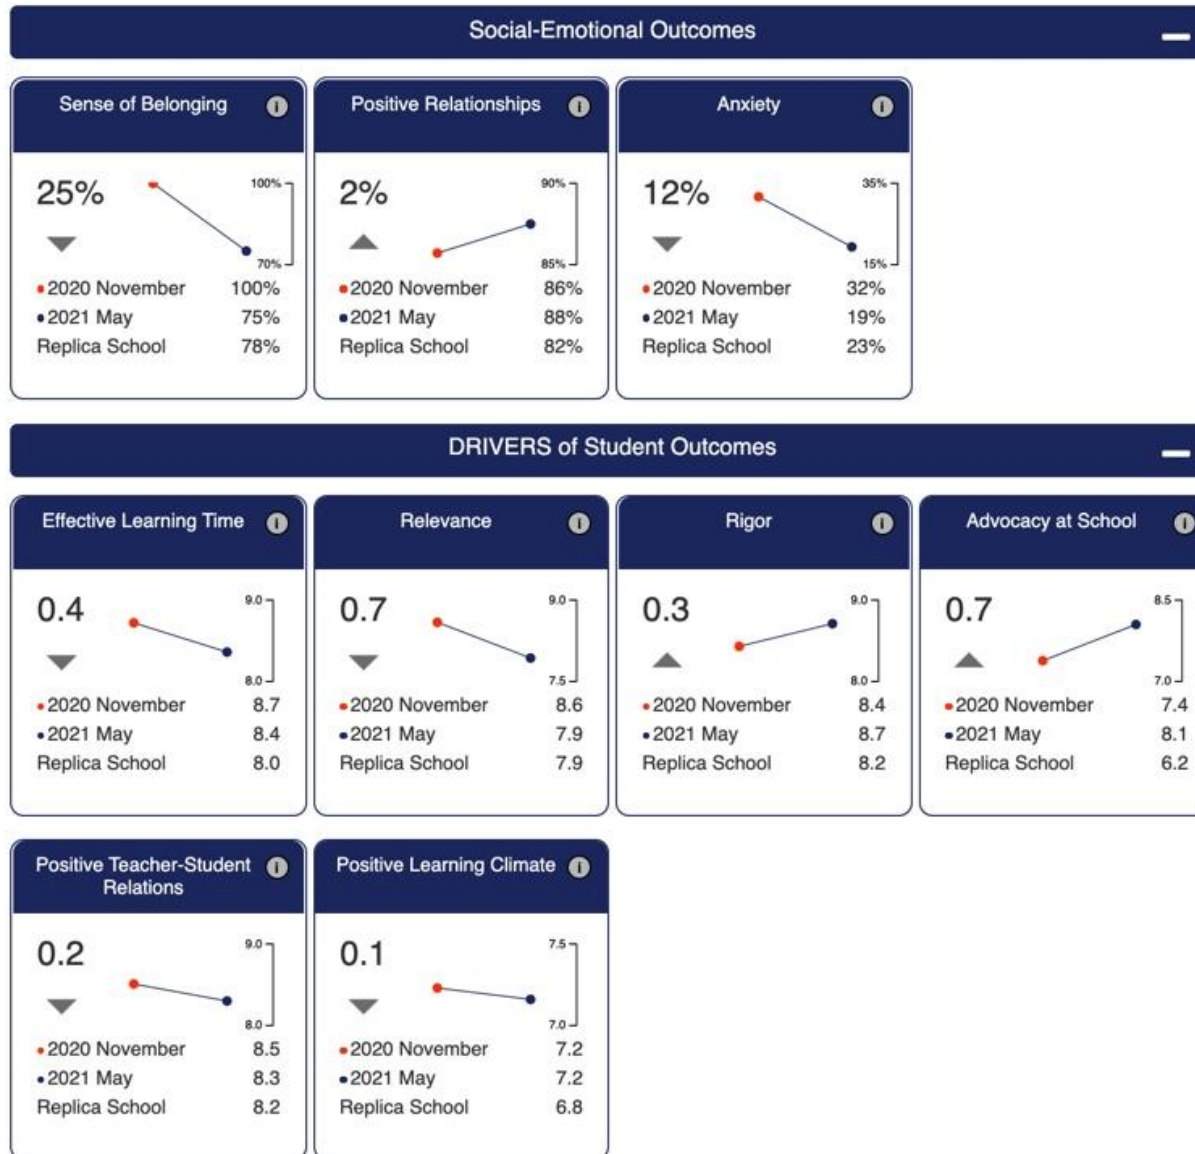 Social-Emotional Outcomes
Sense of Belonging i
25%
100%
70%
2020 November 100%
2021 May 75%
Replica School 78%
Positive Relationships i
2%
90%
85%
2020 November 86%
2021 May 88%
Replica School 82%
Anxiety i
12%
35%
15%
2020 November 32%
2021 May 19%
Replica School 23%
DRIVERS of Student Outcomes
Effective Learning Time i
0.4
9.0
8.0
2020 November 8.7
2021 May 8.4
Replica School 8.0
Relevance i
0.7
9.0
7.5
2020 November 8.6
2021 May 7.9
Replica School 7.9
Rigor i
0.3
9.0
8.0
2020 November 8.4
2021 May 8.7
Replica School 8.2
Advocacy at School i
0.7
8.5
7.0
2020 November 7.4
2021 May 8.1
Replica School 6.2
Positive Teacher-Student i
Relations
0.2
9.0
8.0
2020 November 8.5
2021 May 8.3
Replica School 8.2
Positive Learning Climate i
0.1
7.5
7.0
2020 November 7.2
2021 May 7.2
Replica School 6.8